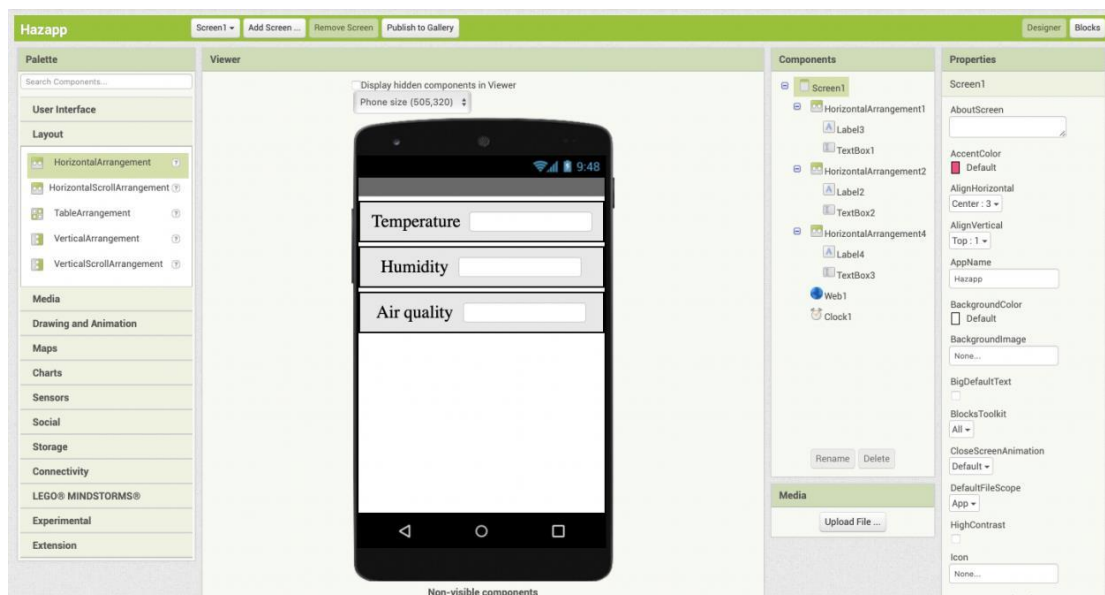 Hazapp
Screen1
Add Screen ...
Remove Screen
Publish to Gallery
Designer
Blocks
Palette
Search Components...
User Interface
Layout
HorizontalArrangement
HorizontalScrollArrangement
TableArrangement
VerticalArrangement
VerticalScrollArrangement
Media
Drawing and Animation
Maps
Charts
Sensors
Social
Storage
Connectivity
LEGO® MINDSTORMS®
Experimental
Extension
Viewer
Display hidden components in Viewer
Phone size (505,320)
9:48
Temperature
Humidity
Air quality
Non-visible components
Components
Screen1
HorizontalArrangement1
Label3
TextBox1
HorizontalArrangement2
Label2
TextBox2
HorizontalArrangement4
Label4
TextBox3
Web1
Clock1
Rename Delete
Media
Upload File ...
Properties
Screen1
AboutScreen
AccentColor
Default
AlignHorizontal
Center : 3
AlignVertical
Top : 1
AppName
Hazapp
BackgroundColor
Default
BackgroundImage
None...
BigDefaultText
BlocksToolkit
All
CloseScreenAnimation
Default
DefaultFileScope
App
HighContrast
Icon
None...